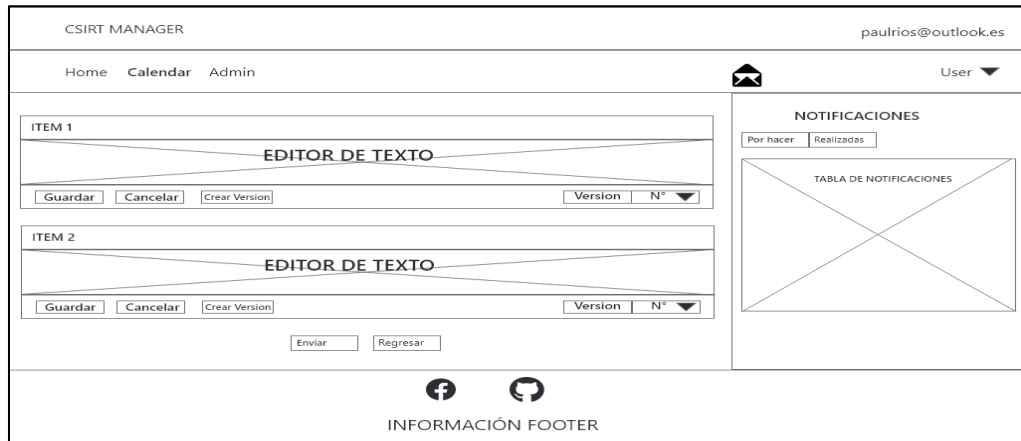 CSIRT MANAGER
paulrios@outlook.es
Home Calendar Admin
User
ITEM 1
EDITOR DE TEXTO
Guardar Cancelar Crear Version Version N°
ITEM 2
EDITOR DE TEXTO
Guardar Cancelar Crear Version Version N°
Enviar Regresar
NOTIFICACIONES
Por hacer Realizadas
TABLA DE NOTIFICACIONES
INFORMACIÓN FOOTER